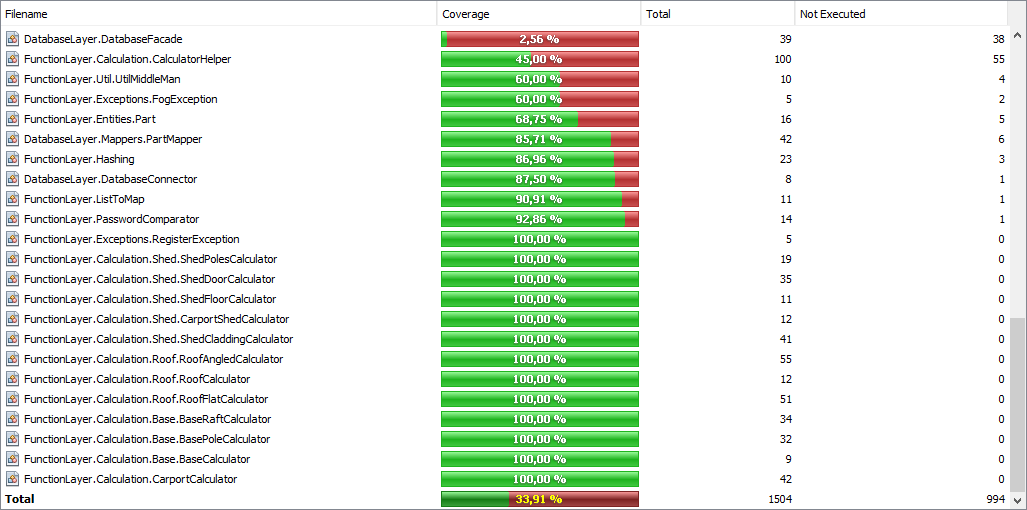 Filename Coverage Total Not Executed
DatabaseLayer.DatabaseFacade 2,56 % 39 38
FunctionLayer.Calculation.CalculatorHelper 45,00 % 100 55
FunctionLayer.Util.UtilMiddleMan 60,00 % 10 4
FunctionLayer.Exceptions.FogException 60,00 % 5 2
FunctionLayer.Entities.Part 68,75 % 16 5
DatabaseLayer.Mappers.PartMapper 85,71 % 42 6
FunctionLayer.Hashing 86,96 % 23 3
DatabaseLayer.DatabaseConnector 87,50 % 8 1
FunctionLayer.ListToMap 90,91 % 11 1
FunctionLayer.PasswordComparator 92,86 % 14 1
FunctionLayer.Exceptions.RegisterException 100,00 % 5 0
FunctionLayer.Calculation.Shed.ShedPolesCalculator 100,00 % 19 0
FunctionLayer.Calculation.Shed.ShedDoorCalculator 100,00 % 35 0
FunctionLayer.Calculation.Shed.ShedFloorCalculator 100,00 % 11 0
FunctionLayer.Calculation.Shed.CarportShedCalculator 100,00 % 12 0
FunctionLayer.Calculation.Shed.ShedCladdingCalculator 100,00 % 41 0
FunctionLayer.Calculation.Roof.RoofAngledCalculator 100,00 % 55 0
FunctionLayer.Calculation.Roof.RoofCalculator 100,00 % 12 0
FunctionLayer.Calculation.Roof.RoofFlatCalculator 100,00 % 51 0
FunctionLayer.Calculation.Base.BaseRaftCalculator 100,00 % 34 0
FunctionLayer.Calculation.Base.BasePoleCalculator 100,00 % 32 0
FunctionLayer.Calculation.Base.BaseCalculator 100,00 % 9 0
FunctionLayer.Calculation.CarportCalculator 100,00 % 42 0
Total 33,91 % 1504 994